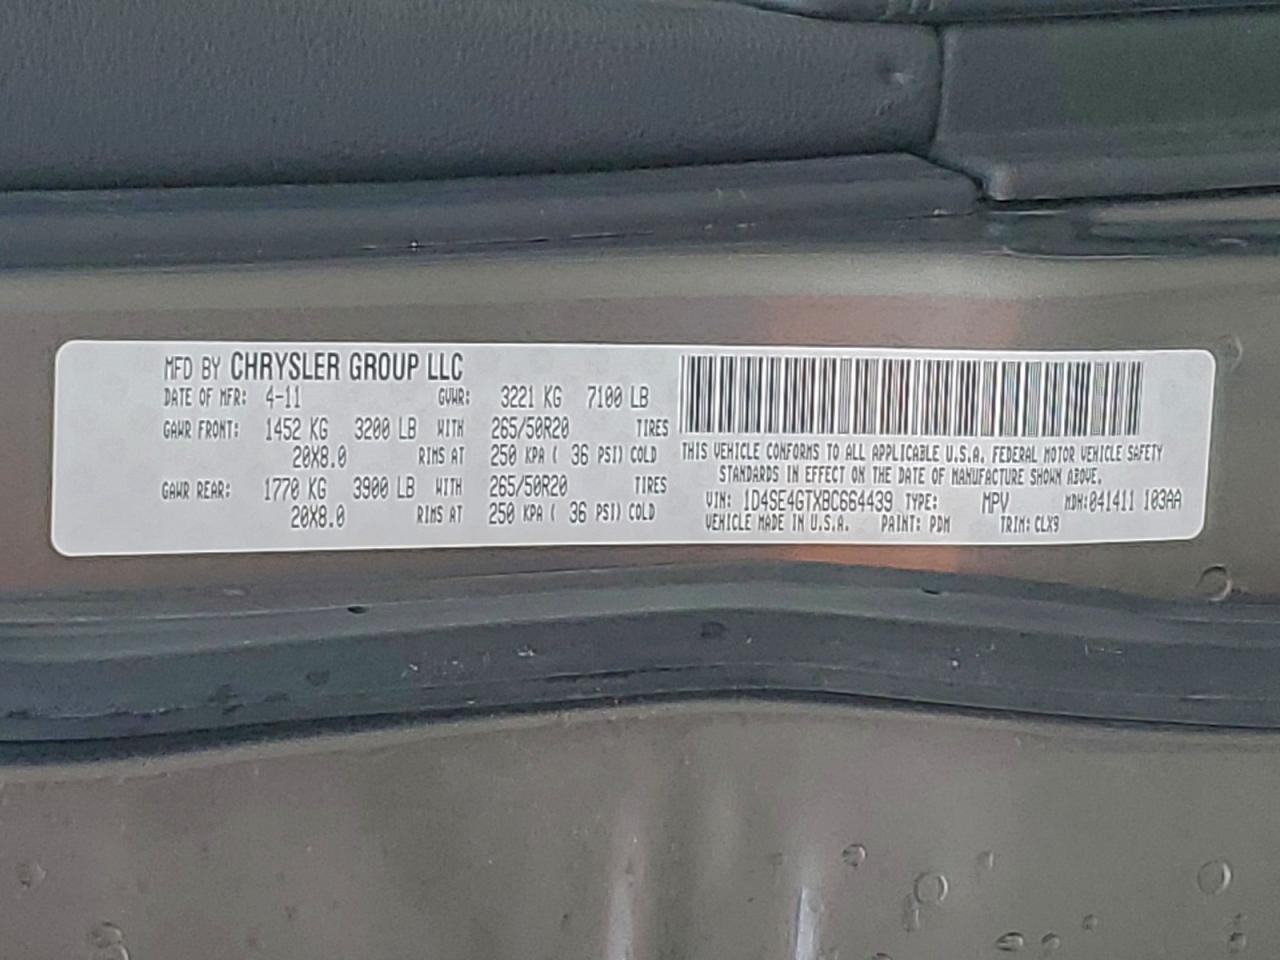 MFD BY CHRYSLER GROUP LLC
DATE OF MFR: 4-11 GVWR: 3221 KG 7100 LB
GAWR FRONT: 1452 KG 3200 LB WITH 265/50R20 TIRES
20X8.0 RIMS AT 250 KPA ( 36 PSI) COLD
GAWR REAR: 1770 KG 3900 LB WITH 265/50R20 TIRES
20X8.0 RIMS AT 250 KPA ( 36 PSI) COLD
THIS VEHICLE CONFORMS TO ALL APPLICABLE U.S.A. FEDERAL MOTOR VEHICLE SAFETY
STANDARDS IN EFFECT ON THE DATE OF MANUFACTURE SHOWN ABOVE.
VIN: 1D4SE4GTXBC664439 TYPE: MPV MDH:041411 103AA
VEHICLE MADE IN U.S.A. PAINT: PDM TRIM: CLX9